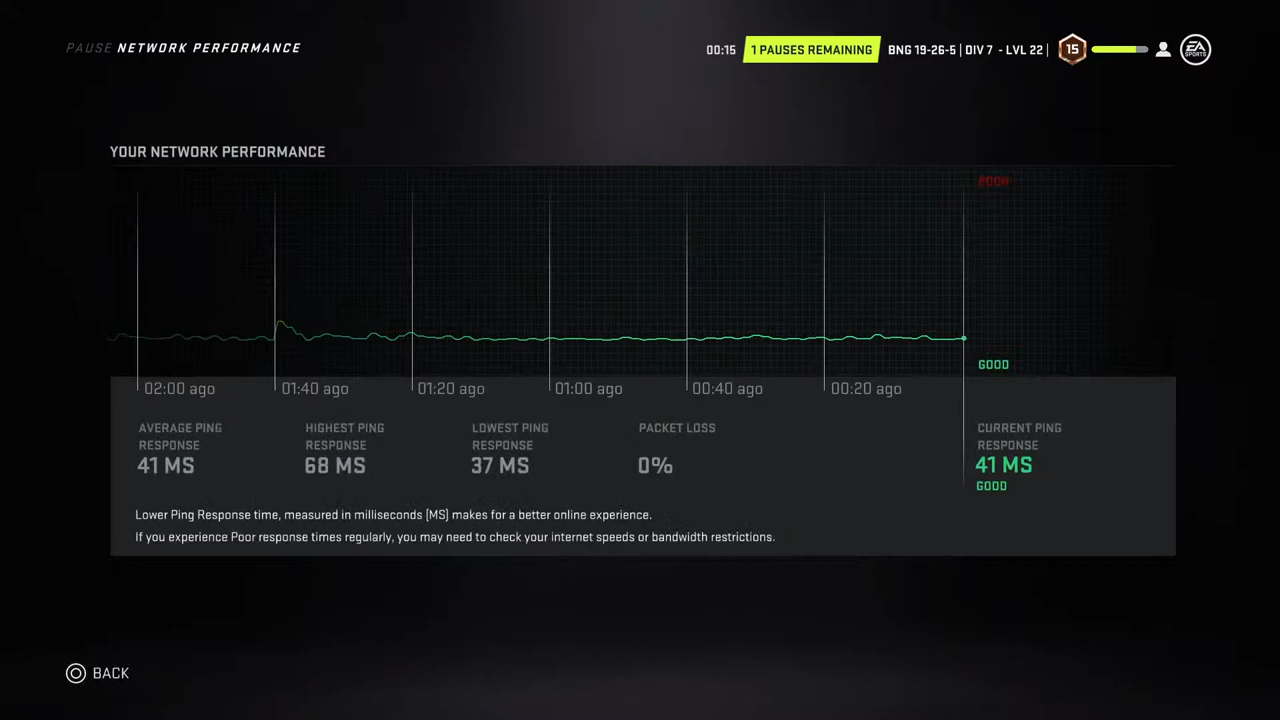 PAUSE NETWORK PERFORMANCE
00:15 1 PAUSES REMAINING BNG 19-26-5 | DIV 7 - LVL 22 | 15 EA SPORTS
YOUR NETWORK PERFORMANCE
POOR
GOOD
02:00 ago 01:40 ago 01:20 ago 01:00 ago 00:40 ago 00:20 ago
AVERAGE PING HIGHEST PING LOWEST PING PACKET LOSS CURRENT PING
RESPONSE RESPONSE RESPONSE RESPONSE
41 MS 68 MS 37 MS 0% 41 MS
GOOD
Lower Ping Response time, measured in milliseconds (MS) makes for a better online experience.
If you experience Poor response times regularly, you may need to check your internet speeds or bandwidth restrictions.
BACK